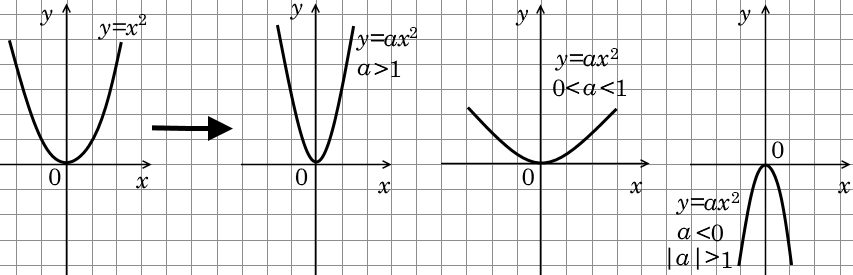 y
y=x²
0
x
y
y=ax²
a>1
0
x
y
y=ax²
0<a<1
0
x
y
0
x
y=ax²
a<0
|a|>1